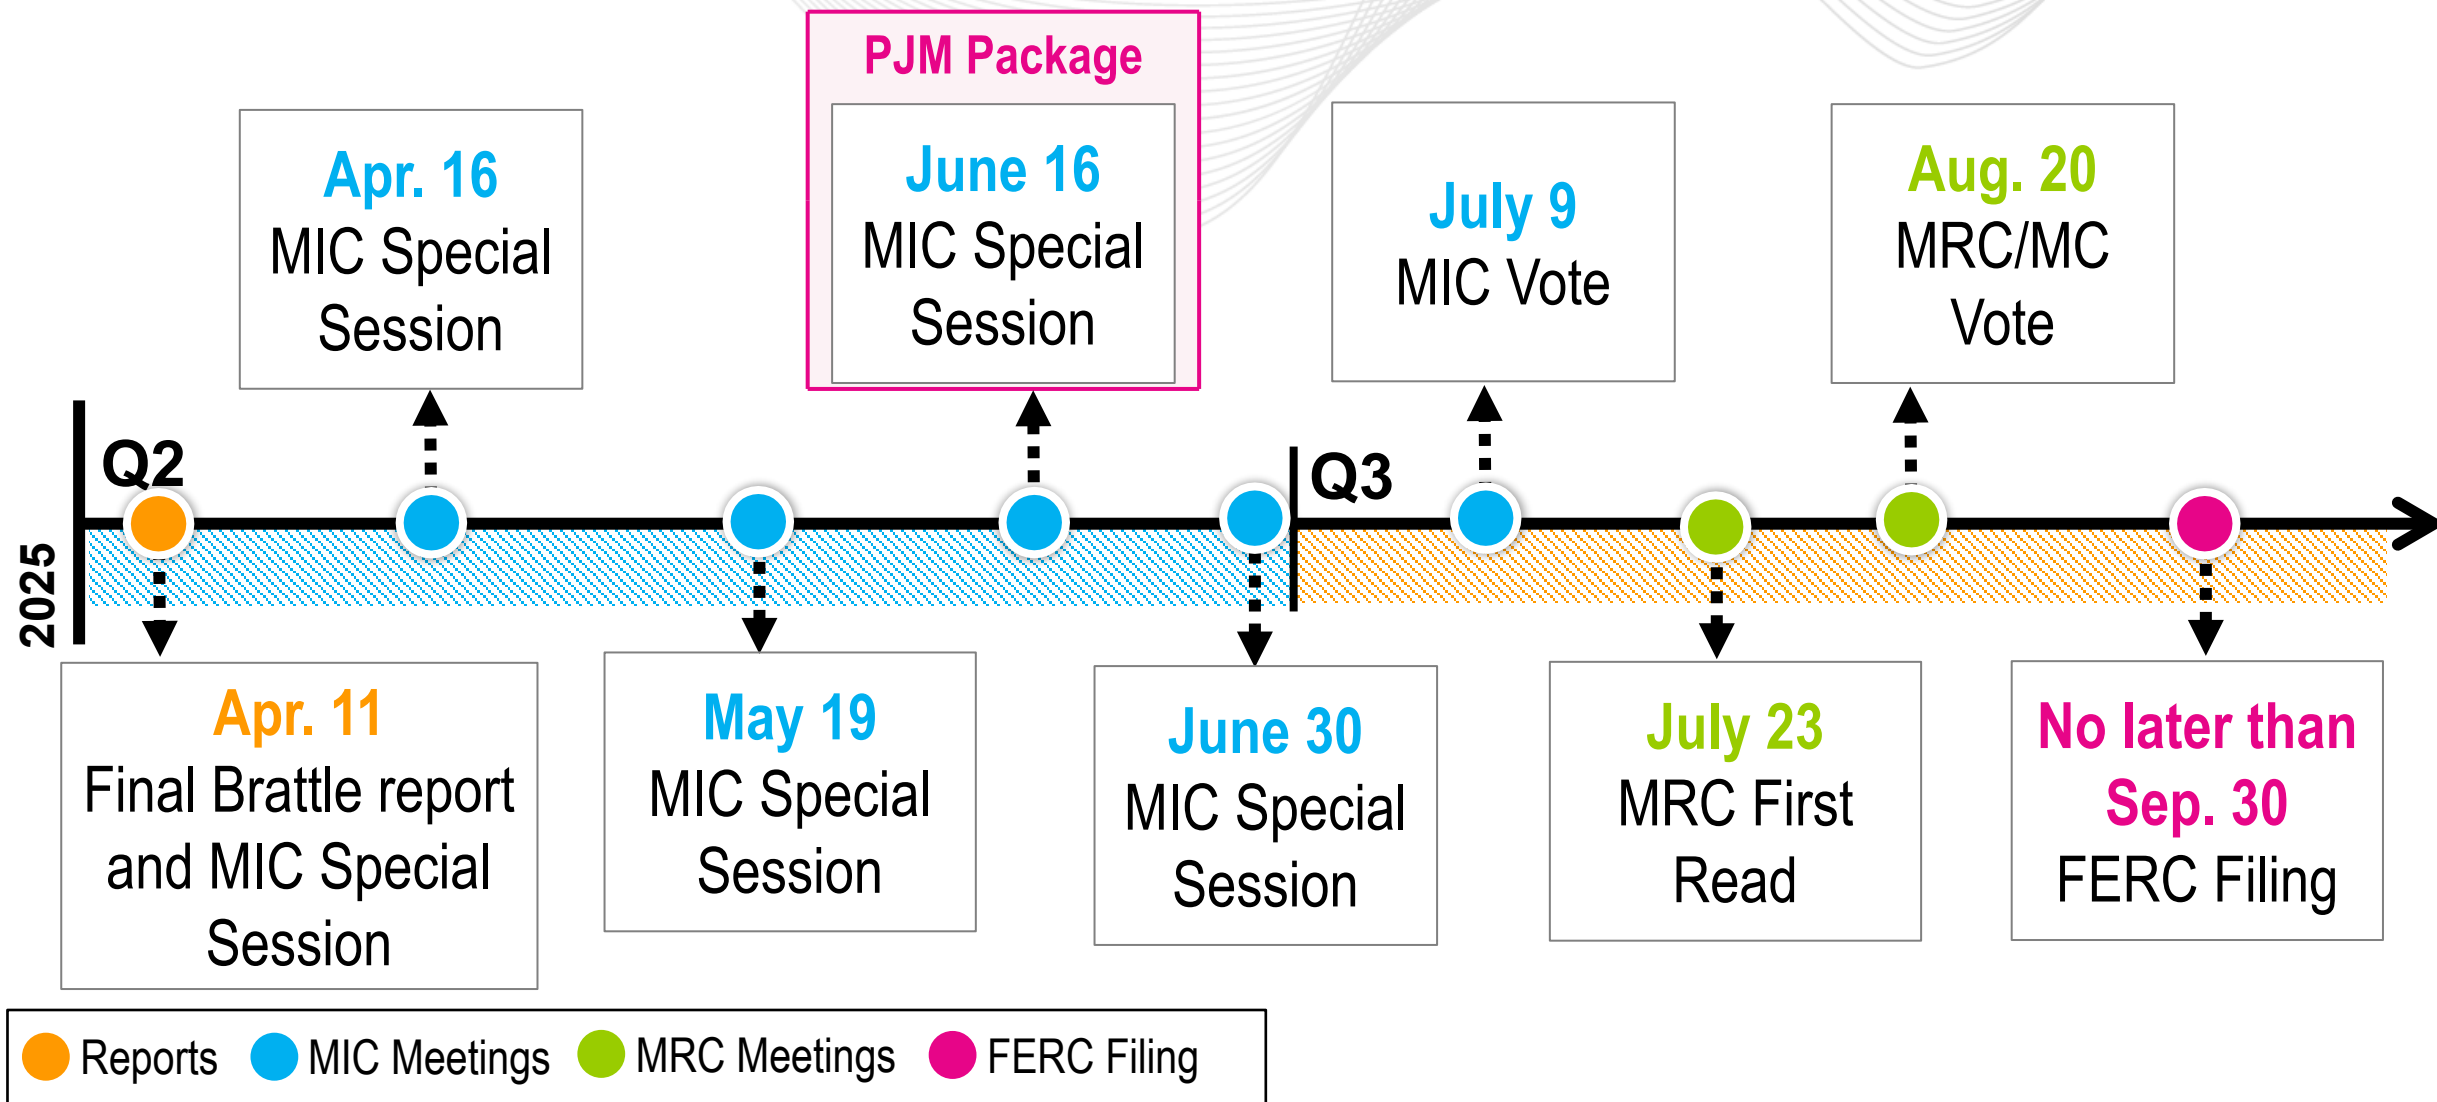 PJM Package
Apr. 16
MIC Special
Session
June 16
MIC Special
Session
July 9
MIC Vote
Aug. 20
MRC/MC
Vote
Q2
Q3
2025
Apr. 11
Final Brattle report
and MIC Special
Session
May 19
MIC Special
Session
June 30
MIC Special
Session
July 23
MRC First
Read
No later than
Sep. 30
FERC Filing
Reports
MIC Meetings
MRC Meetings
FERC Filing